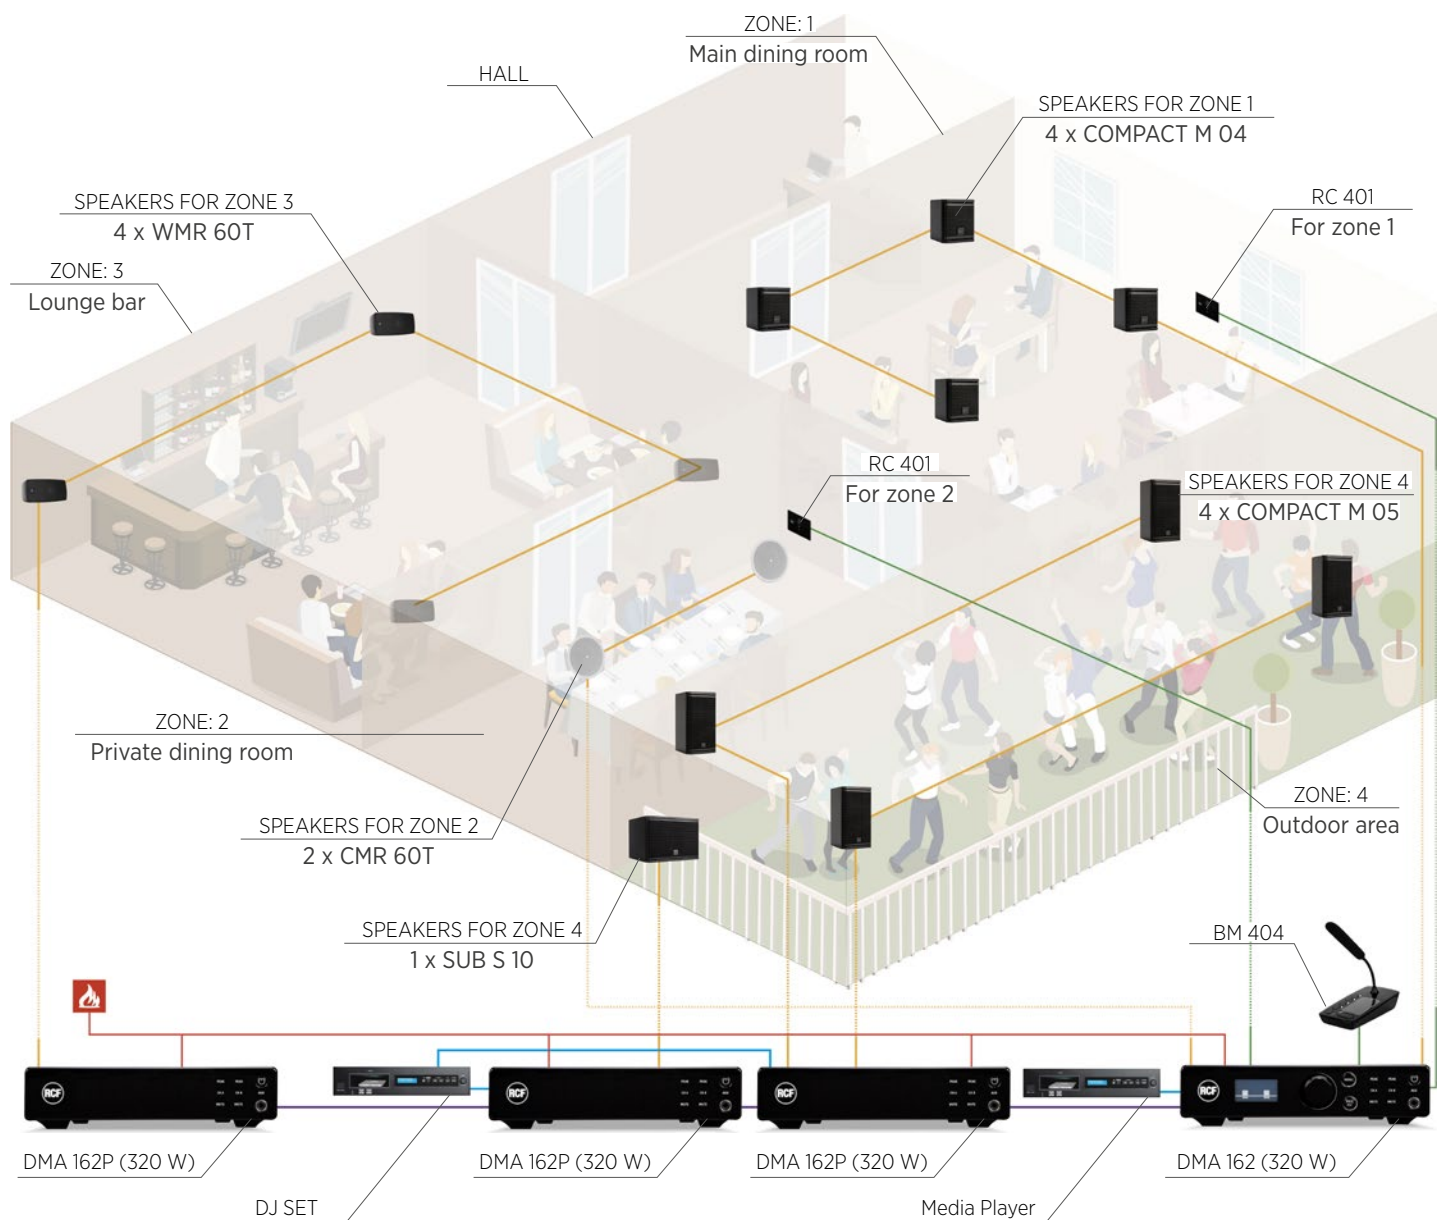 ZONE: 1
Main dining room
HALL
SPEAKERS FOR ZONE 1
4 x COMPACT M 04
SPEAKERS FOR ZONE 3
4 x WMR 60T
RC 401
For zone 1
ZONE: 3
Lounge bar
RC 401
For zone 2
SPEAKERS FOR ZONE 4
4 x COMPACT M 05
ZONE: 2
Private dining room
ZONE: 4
Outdoor area
SPEAKERS FOR ZONE 2
2 x CMR 60T
SPEAKERS FOR ZONE 4
1 x SUB S 10
BM 404
RCF
RCF
RCF
RCF
DMA 162P (320 W)
DMA 162P (320 W)
DMA 162P (320 W)
DMA 162 (320 W)
DJ SET
Media Player